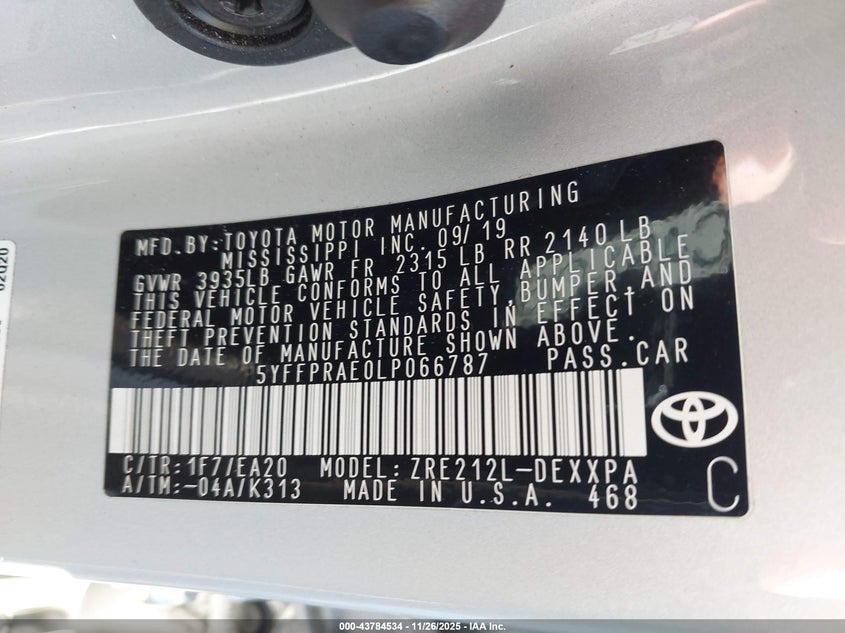 MFD.BY:TOYOTA MOTOR MANUFACTURING
MISSISSIPPI INC. 09/19
GVWR 3935LB GAWR FR 2315 LB RR 2140 LB
THIS VEHICLE CONFORMS TO ALL APPLICABLE
FEDERAL MOTOR VEHICLE SAFETY,BUMPER,AND
THEFT PREVENTION STANDARDS IN EFFECT ON
THE DATE OF MANUFACTURE SHOWN ABOVE.
5YFFPRAE0LP066787 PASS.CAR
C/TR:1F7/EA20 MODEL:ZRE212L-DEXXPA
A/TM:-04A/K313 MADE IN U.S.A. 468
C
000-43784534 - 11/26/2025 - IAA Inc.